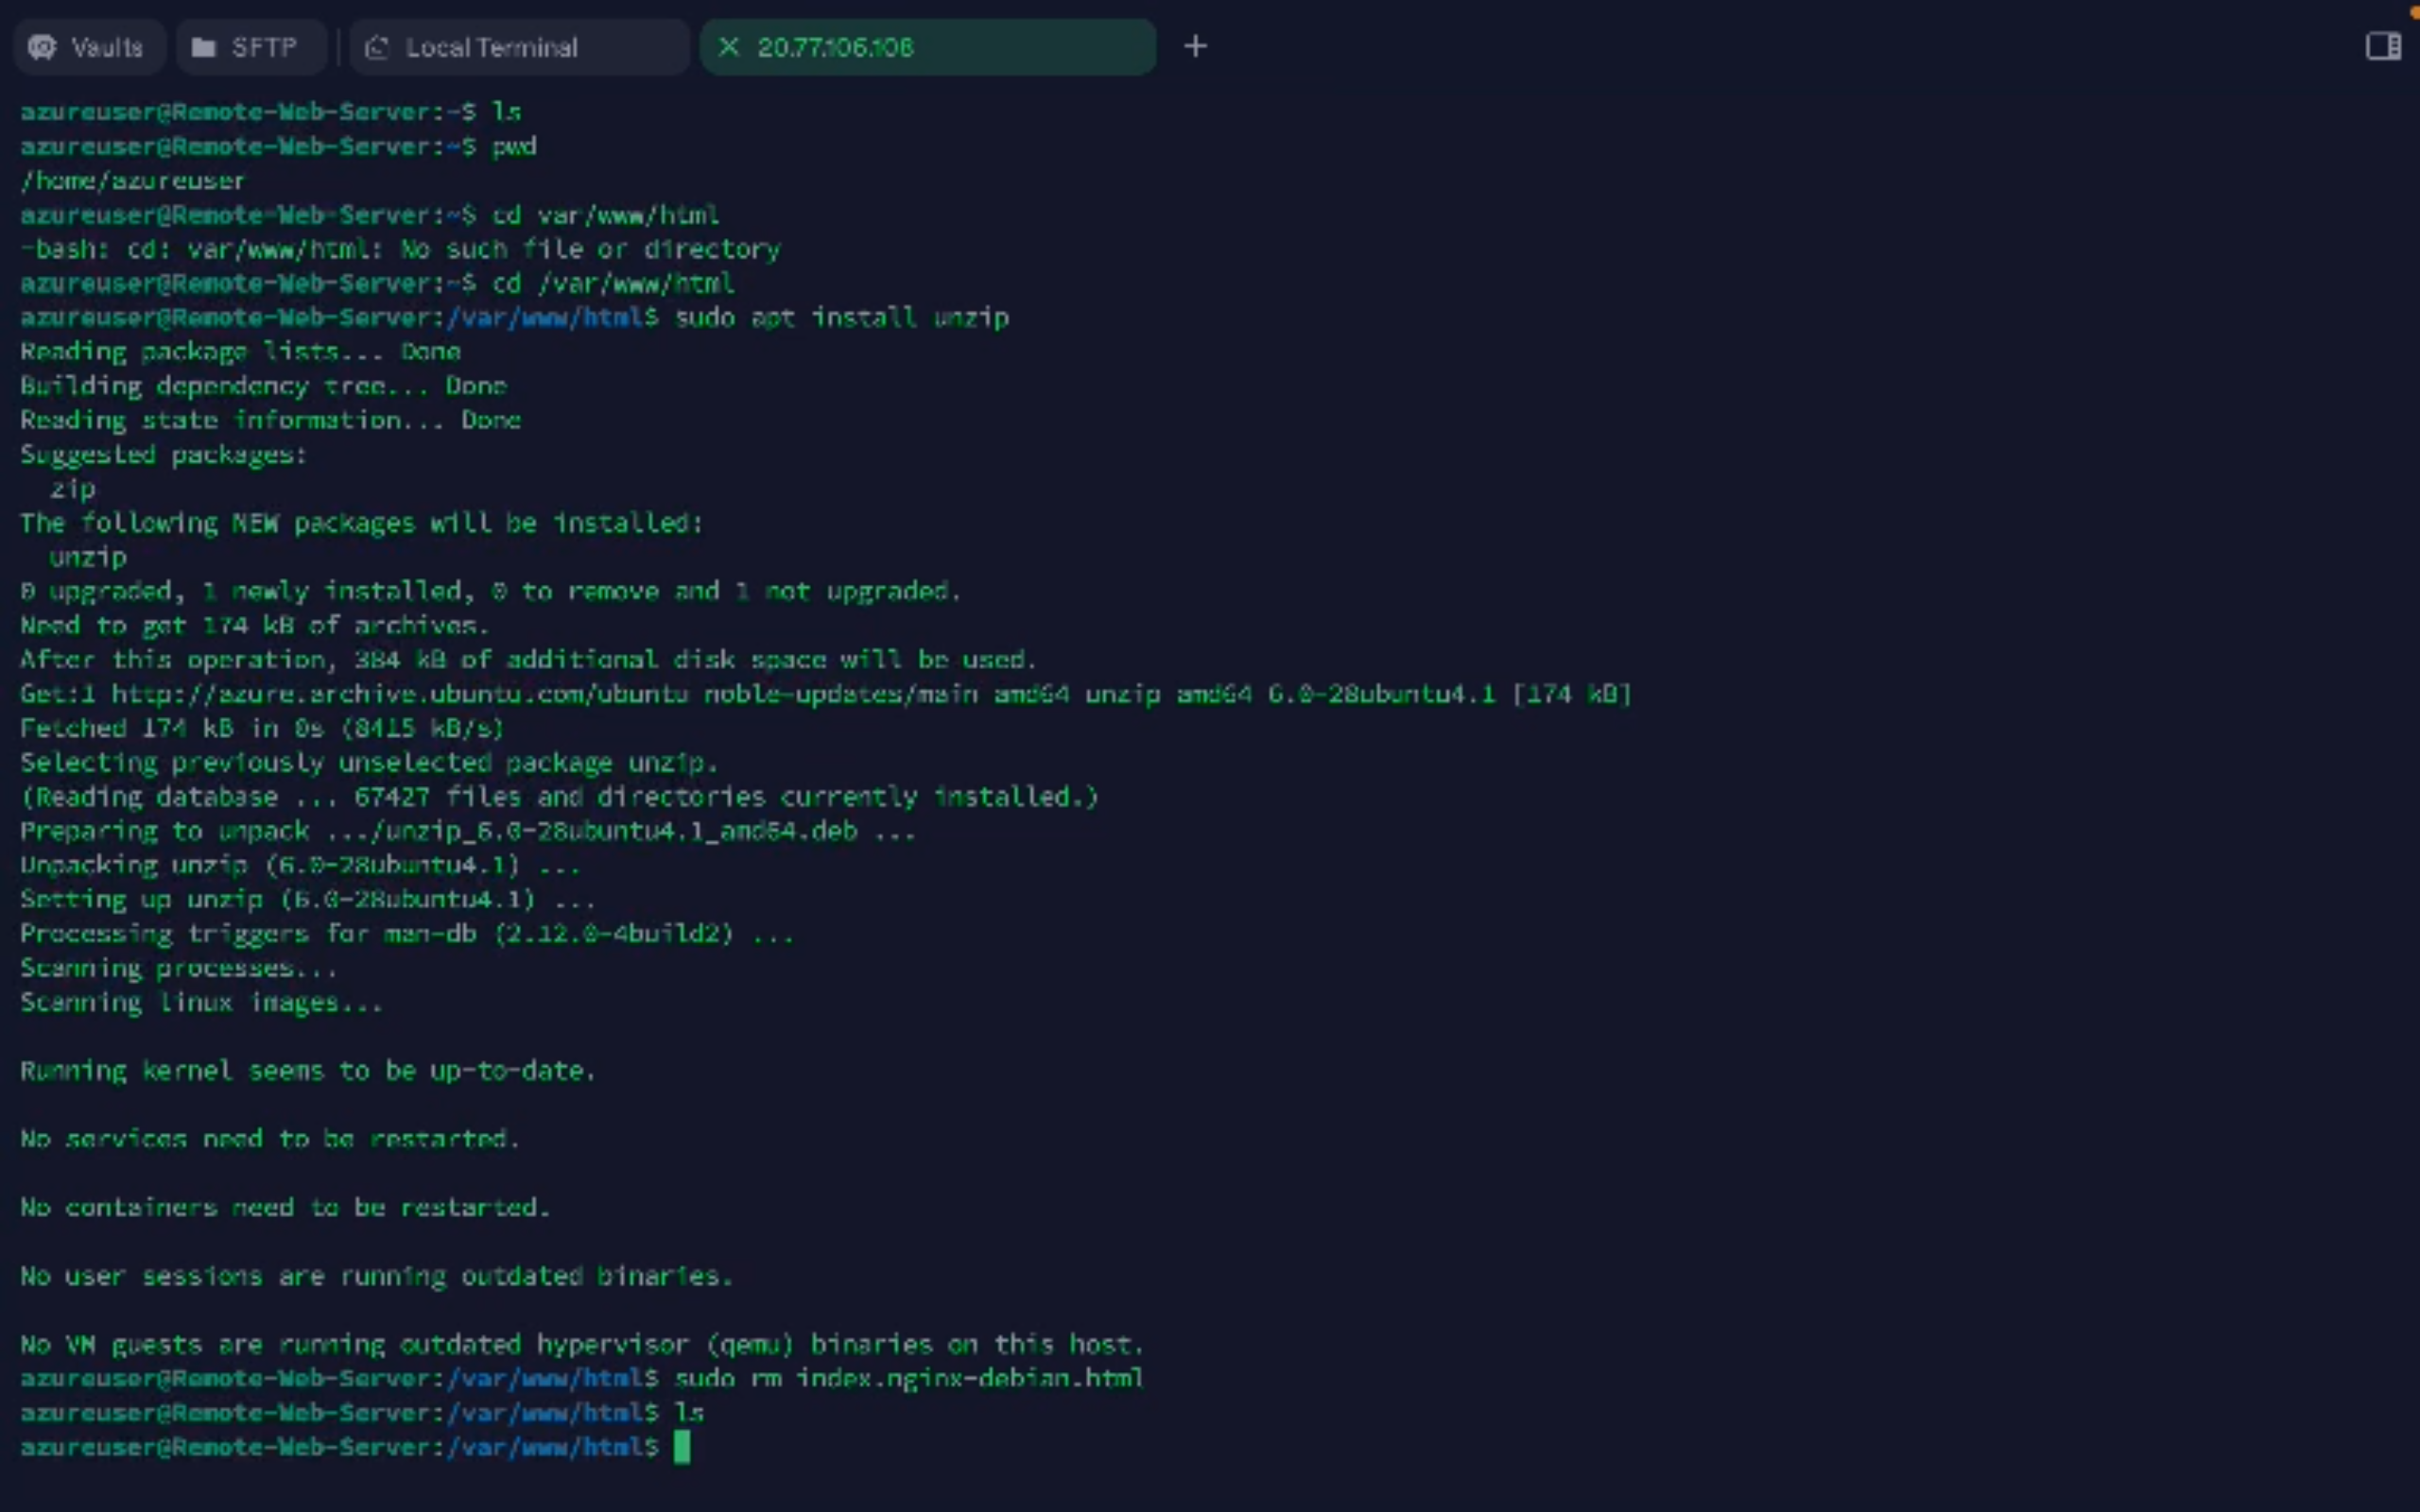 Vaults SFTP Local Terminal 20.77.106.108
azureuser@Remote-Web-Server:~$ ls
azureuser@Remote-Web-Server:~$ pwd
/home/azureuser
azureuser@Remote-Web-Server:~$ cd var/www/html
-bash: cd: var/www/html: No such file or directory
azureuser@Remote-Web-Server:~$ cd /var/www/html
azureuser@Remote-Web-Server:/var/www/html$ sudo apt install unzip
Reading package lists... Done
Building dependency tree... Done
Reading state information... Done
Suggested packages:
  zip
The following NEW packages will be installed:
  unzip
0 upgraded, 1 newly installed, 0 to remove and 1 not upgraded.
Need to get 174 kB of archives.
After this operation, 384 kB of additional disk space will be used.
Get:1 http://azure.archive.ubuntu.com/ubuntu noble-updates/main amd64 unzip amd64 6.0-28ubuntu4.1 [174 kB]
Fetched 174 kB in 0s (8415 kB/s)
Selecting previously unselected package unzip.
(Reading database ... 67427 files and directories currently installed.)
Preparing to unpack .../unzip_6.0-28ubuntu4.1_amd64.deb ...
Unpacking unzip (6.0-28ubuntu4.1) ...
Setting up unzip (6.0-28ubuntu4.1) ...
Processing triggers for man-db (2.12.0-4build2) ...
Scanning processes...
Scanning linux images...
Running kernel seems to be up-to-date.
No services need to be restarted.
No containers need to be restarted.
No user sessions are running outdated binaries.
No VM guests are running outdated hypervisor (qemu) binaries on this host.
azureuser@Remote-Web-Server:/var/www/html$ sudo rm index.nginx-debian.html
azureuser@Remote-Web-Server:/var/www/html$ ls
azureuser@Remote-Web-Server:/var/www/html$